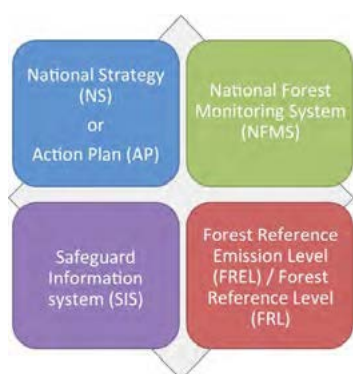 National Strategy
(NS)
or
Action Plan (AP)
National Forest
Monitoring System
(NFMS)
Safeguard
Information
system (SIS)
Forest Reference
Emission Level
(FREL) / Forest
Reference Level
(FRL)